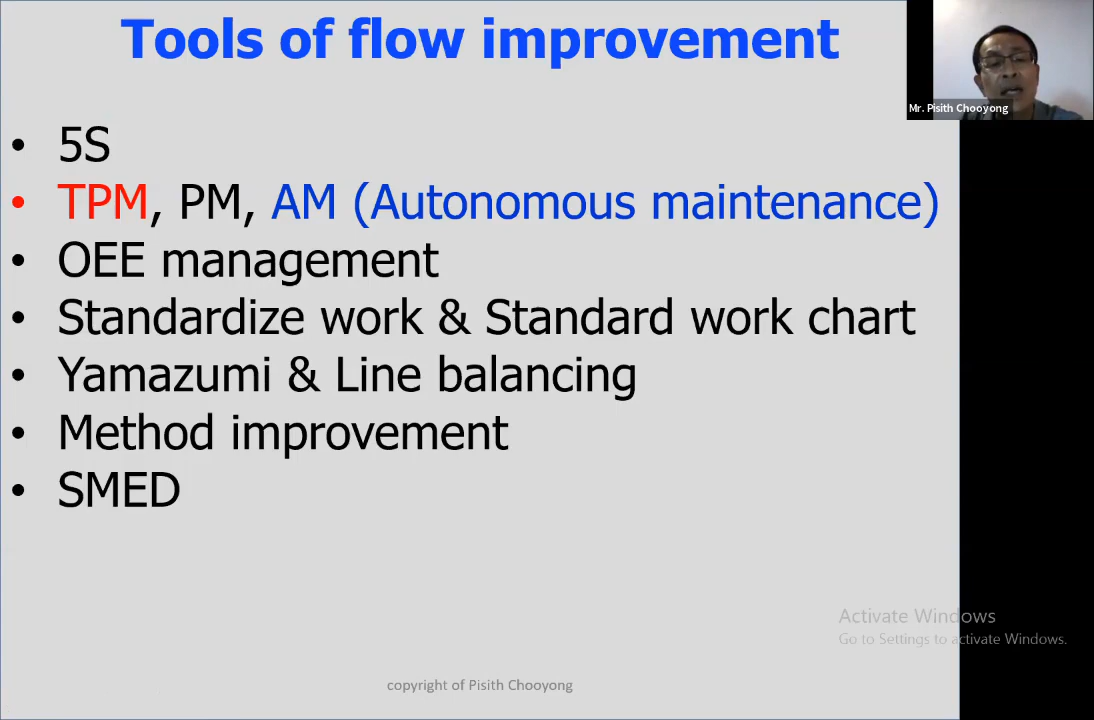 Tools of flow improvement
Mr. Pisith Chooyong
• 5S
• TPM, PM, AM (Autonomous maintenance)
• OEE management
• Standardize work & Standard work chart
• Yamazumi & Line balancing
• Method improvement
• SMED
Activate Windows
Go to Settings to activate Windows.
copyright of Pisith Chooyong